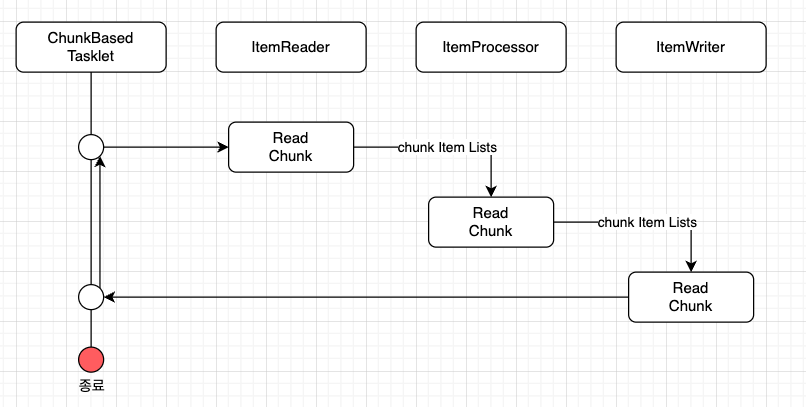 ChunkBased
Tasklet
ItemReader
ItemProcessor
ItemWriter
Read
Chunk
chunk Item Lists
Read
Chunk
chunk Item Lists
Read
Chunk
종료